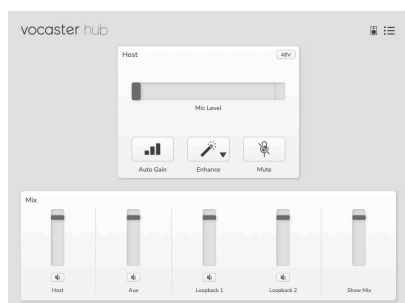 vocaster hub
Host
48V
Mic Level
Auto Gain
Enhance
Mute
Mix
Host
Aux
Loopback 1
Loopback 2
Show Mix